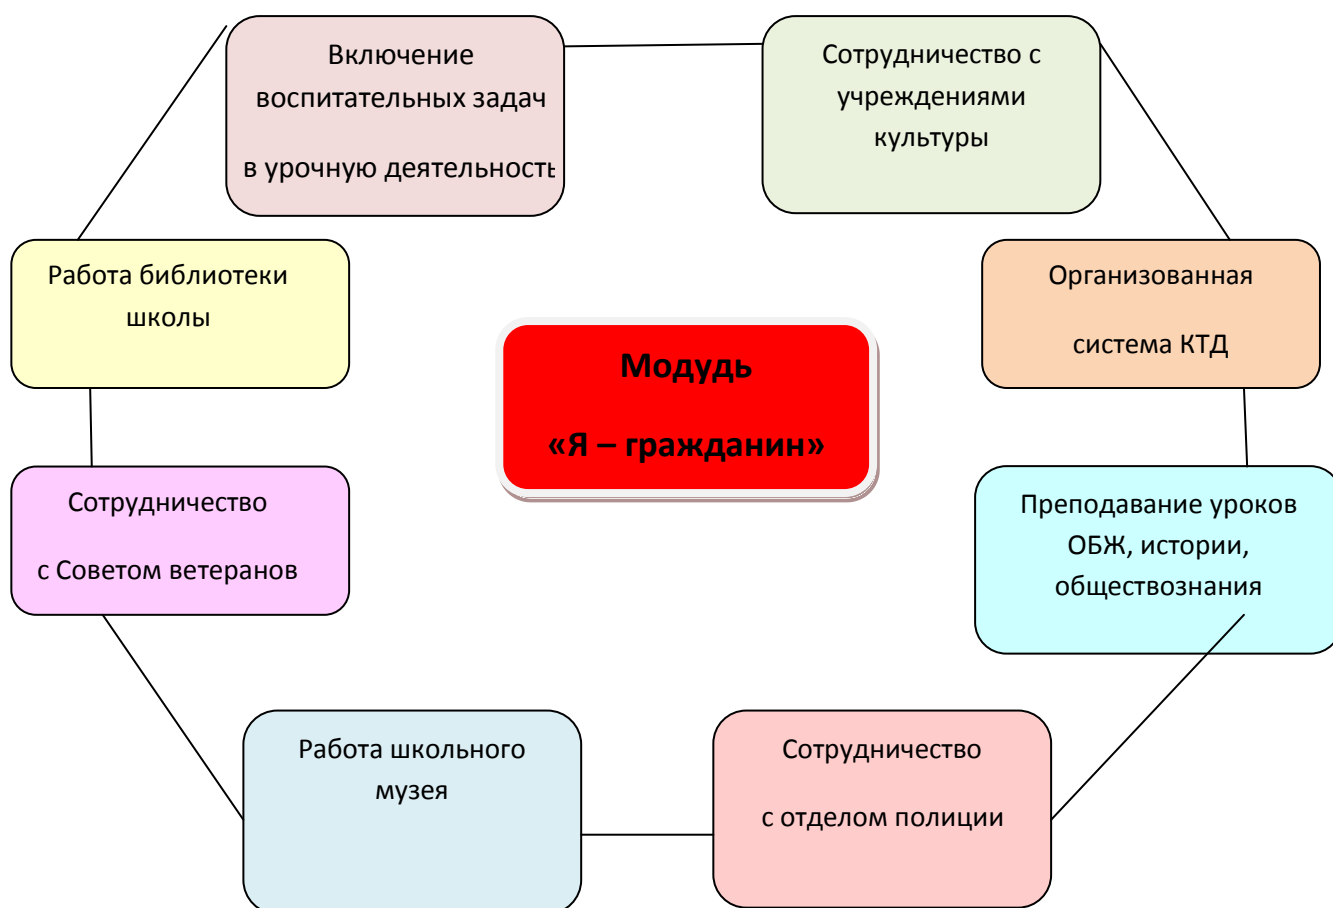 Включение
воспитательных задач
в урочную деятельность
Сотрудничество с
учреждениями
культуры
Работа библиотеки
школы
Организованная
система КТД
Модудь
«Я – гражданин»
Сотрудничество
с Советом ветеранов
Преподавание уроков
ОБЖ, истории,
обществознания
Работа школьного
музея
Сотрудничество
с отделом полиции